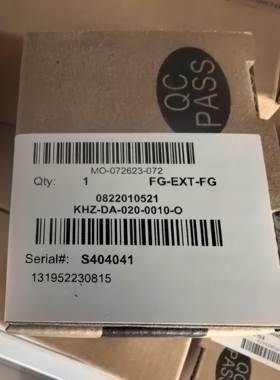 QC
PASS
MO-072623-072
Qty: 1 FG-EXT-FG
0822010521
KHZ-DA-020-0010-O
Serial#: S404041
131952230815